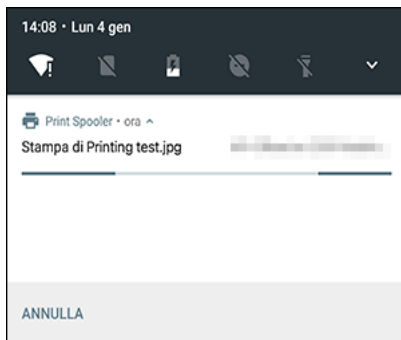 14:08 • Lun 4 gen
Print Spooler • ora
Stampa di Printing test.jpg
ANNULLA